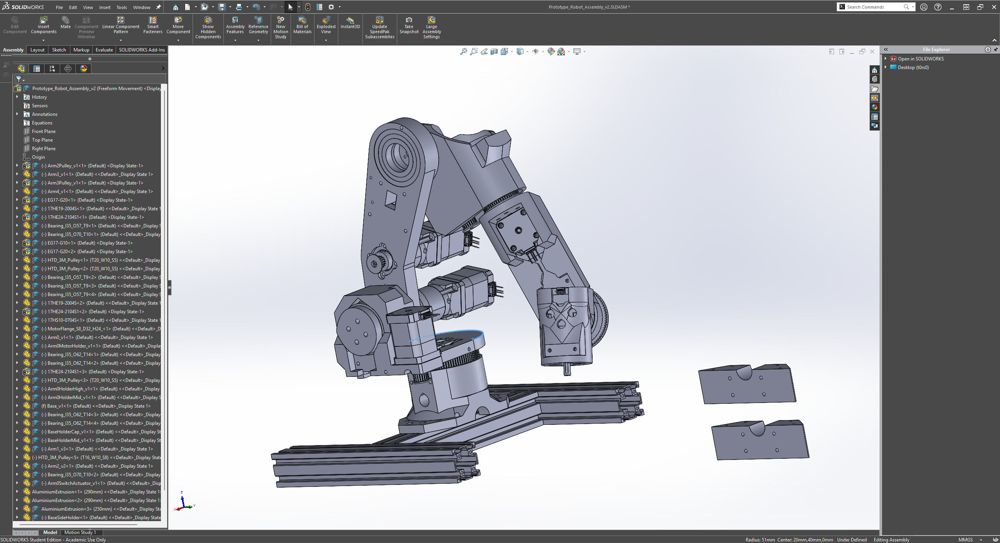 SOLIDWORKS
File Edit View Insert Tools Window
Prototype_Robot_Assembly_v2.SLDASM *
Search Commands
Edit Component
Insert Components
Mate
Component Preview Window
Linear Component Pattern
Smart Fasteners
Move Component
Show Hidden Components
Assembly Features
Reference Geometry
New Motion Study
Bill of Materials
Exploded View
Instant3D
Update SpeedPak Subassemblies
Take Snapshot
Large Assembly Settings
Assembly Layout Sketch Markup Evaluate SOLIDWORKS Add-Ins
File Explorer
Open in SOLIDWORKS
Desktop (t0rs0)
Prototype_Robot_Assembly_v2 (Freeform Movement) <Display
History
Sensors
Annotations
Equations
Front Plane
Top Plane
Right Plane
Origin
(-) Arm2Pulley_v1<1> (Default) <Display State-1>
(-) Arm3_v1<1> (Default) <<Default>_Display State 1>
(-) Arm3Pulley_v1<1> (Default) <Display State-1>
(-) Arm4_v1<1> (Default) <<Default>_Display State 1>
(-) EG17-G20<1> (Default) <Display State-1>
(-) 17HE19-2004S<1> (Default) <<Default>_Display State 1
(-) 17HE24-2104S1<1> (Default) <Display State-1>
(-) Bearing_I35_O57_T9<1> (Default) <<Default>_Display S
(-) Bearing_I35_O70_T10<1> (Default) <<Default>_Display
(-) EG17-G10<1> (Default) <Display State-1>
(-) EG17-G20<2> (Default) <Display State-1>
(-) HTD_3M_Pulley<1> (T20_W10_S5) <<Default>_Display
(-) HTD_3M_Pulley<2> (T20_W10_S5) <<Default>_Display
(-) Bearing_I35_O57_T9<2> (Default) <<Default>_Display S
(-) Bearing_I35_O57_T9<3> (Default) <<Default>_Display S
(-) Bearing_I35_O57_T9<4> (Default) <<Default>_Display S
(-) 17HE19-2004S<2> (Default) <<Default>_Display State 1
(-) 17HE24-2104S1<2> (Default) <Display State-1>
(-) 17HS10-0704S<1> (Default) <<Default>_Display State 1
(-) MotorFlange_S8_D32_H24_<1> (Default) <<Default>_D
(-) Arm0_v1<1> (Default) <<Default>_Display State 1>
(-) Arm0MotorHolder_v1<1> (Default) <<Default>_Display
(-) Bearing_I35_O62_T14<1> (Default) <<Default>_Display
(-) Bearing_I35_O62_T14<2> (Default) <<Default>_Display
(-) 17HE24-2104S1<3> (Default) <Display State-1>
(-) HTD_3M_Pulley<3> (T20_W10_S5) <<Default>_Display
(-) Arm0HolderHigh_v1<1> (Default) <<Default>_Display
(-) Arm0HolderMid_v1<1> (Default) <<Default>_Display S
(f) Base_v1<1> (Default) <<Default>_Display State 1>
(-) Bearing_I35_O62_T14<3> (Default) <<Default>_Display
(-) Bearing_I35_O62_T14<4> (Default) <<Default>_Display
(-) BaseHolderCap_v1<1> (Default) <<Default>_Display St
(-) BaseHolderMid_v1<1> (Default) <<Default>_Display St
(-) Arm1_v3<1> (Default) <<Default>_Display State 1>
(-) HTD_3M_Pulley<5> (T16_W10_S8) <<Default>_Display State
(-) Arm2_v2<1> (Default) <<Default>_Display State 1>
(-) Bearing_I35_O70_T10<2> (Default) <<Default>_Display
(-) Arm0SwitchActuator_v1<1> (Default) <<Default>_Disp
AluminiumExtrusion<1> (290mm) <<Default>_Display State 1>
AluminiumExtrusion<2> (290mm) <<Default>_Display State 1>
AluminiumExtrusion<3> (250mm) <<Default>_Display Sta
(-) BaseSideHolder<1> (Default) <<Default>_Display State
Z
X
Y
Model Motion Study 1
SOLIDWORKS Student Edition - Academic Use Only
Radius: 51mm Center: 20mm,40mm,0mm Under Defined Editing Assembly MMGS